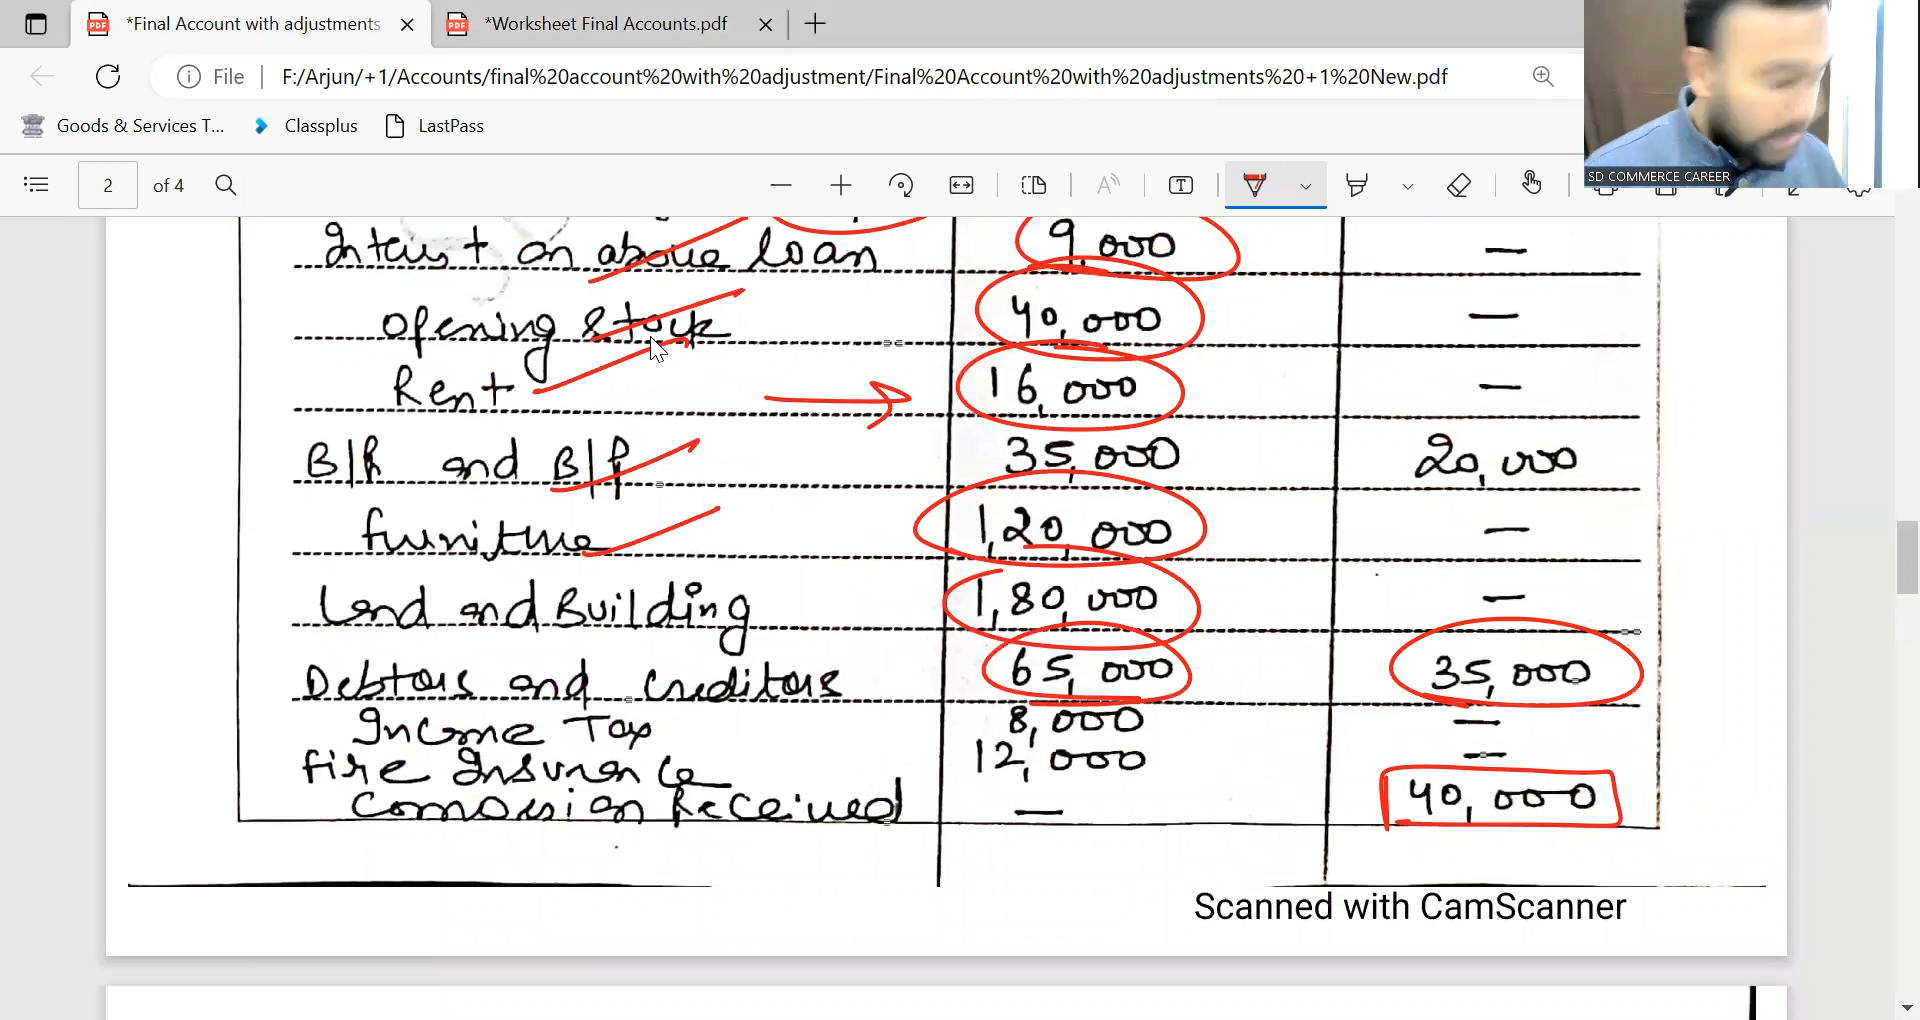 *Final Account with adjustments
*Worksheet Final Accounts.pdf
File F:/Arjun/+1/Accounts/final%20account%20with%20adjustment/Final%20Account%20with%20adjustments%20+1%20New.pdf
Goods & Services T... Classplus LastPass
2 of 4
SD COMMERCE CAREER
Interest on above loan 9,000 —
Opening Stock 40,000 —
Rent 16,000 —
B/R and B/P 35,000 20,000
furniture 1,20,000 —
Land and Building 1,80,000 —
Debtors and Creditors 65,000 35,000
Income Tax 8,000 —
fire Insurance 12,000 —
Commission Received — 40,000
Scanned with CamScanner